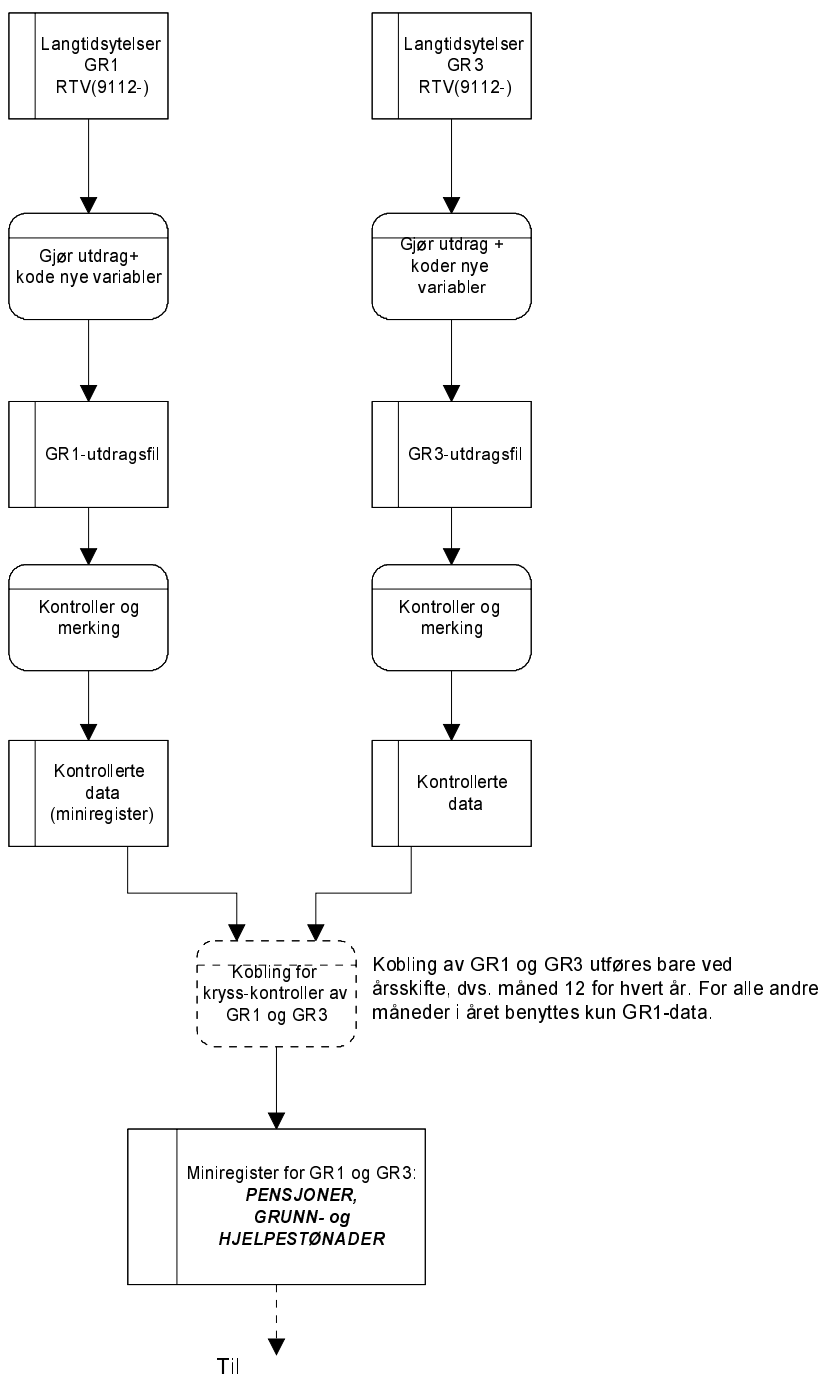 Langtidsytelser
GR1
RTV(9112-)
Langtidsytelser
GR3
RTV(9112-)
Gjør utdrag+
kode nye variabler
Gjør utdrag +
koder nye
variabler
GR1-utdragsfil
GR3-utdragsfil
Kontroller og
merking
Kontroller og
merking
Kontrollerte
data
(miniregister)
Kontrollerte
data
Kobling for
kryss-kontroller av
GR1 og GR3
Kobling av GR1 og GR3 utføres bare ved
årsskifte, dvs. måned 12 for hvert år. For alle andre
måneder i året benyttes kun GR1-data.
Miniregister for GR1 og GR3:
PENSJONER,
GRUNN- og
HJELPESTØNADER
Til